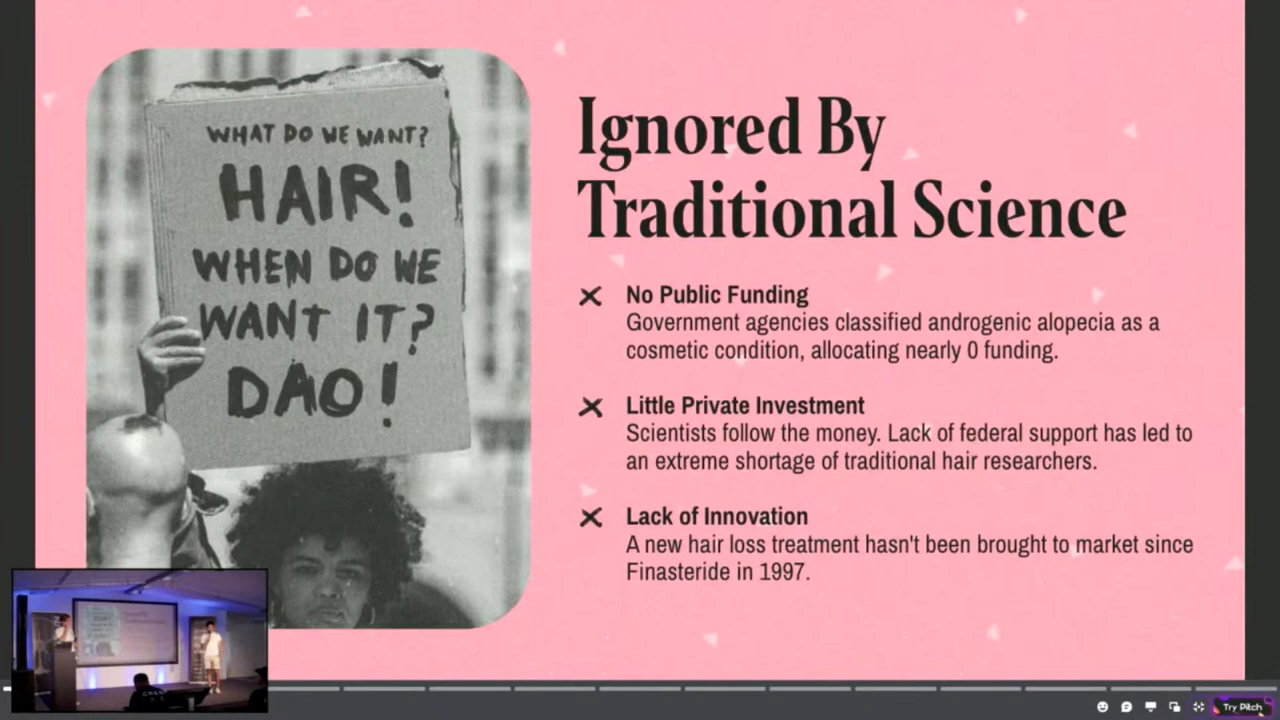 WHAT DO WE WANT?
HAIR!
WHEN DO WE
WANT IT?
DAO!
Ignored By
Traditional Science
No Public Funding
Government agencies classified androgenic alopecia as a
cosmetic condition, allocating nearly 0 funding.
Little Private Investment
Scientists follow the money. Lack of federal support has led to
an extreme shortage of traditional hair researchers.
Lack of Innovation
A new hair loss treatment hasn't been brought to market since
Finasteride in 1997.
Try Pitch